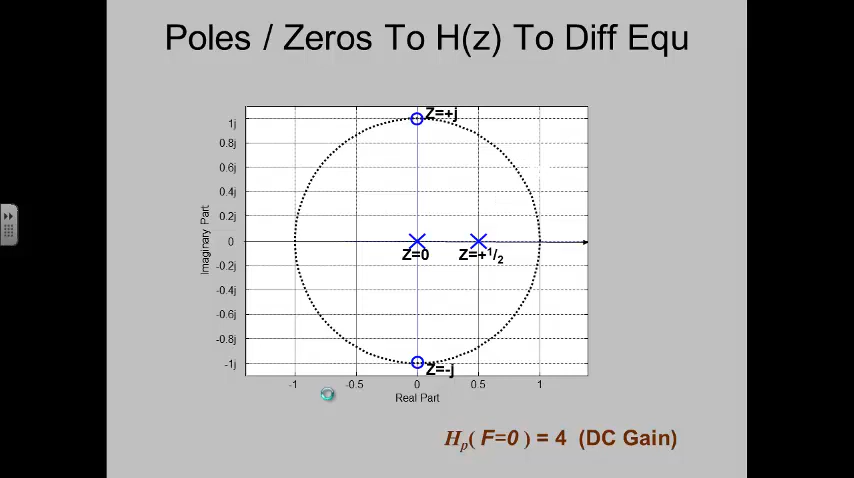 Poles / Zeros To H(z) To Diff Equ
Z=+j
1j
0.8j
0.6j
0.4j
0.2j
0
-0.2j
-0.4j
-0.6j
-0.8j
-1j
Imaginary Part
Z=0
Z=+1/2
Z=-j
-1 -0.5 0 0.5 1
Real Part
Hp( F=0 ) = 4 (DC Gain)